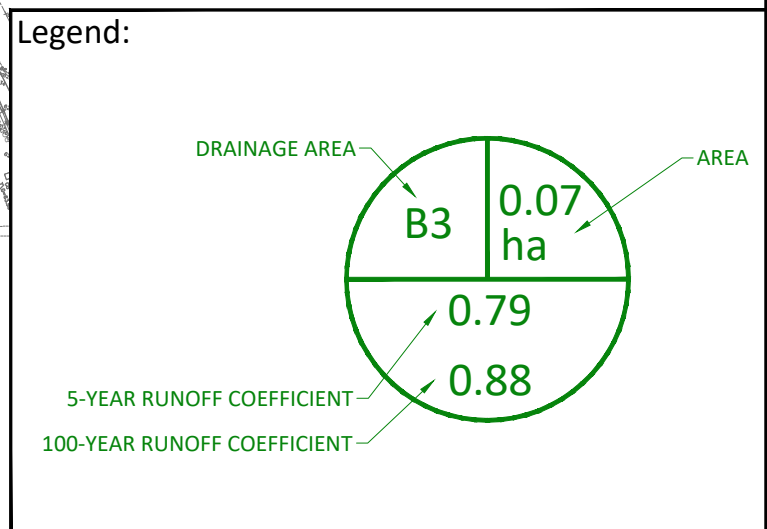 Legend:
DRAINAGE AREA
AREA
B3
0.07
ha
0.79
0.88
5-YEAR RUNOFF COEFFICIENT
100-YEAR RUNOFF COEFFICIENT